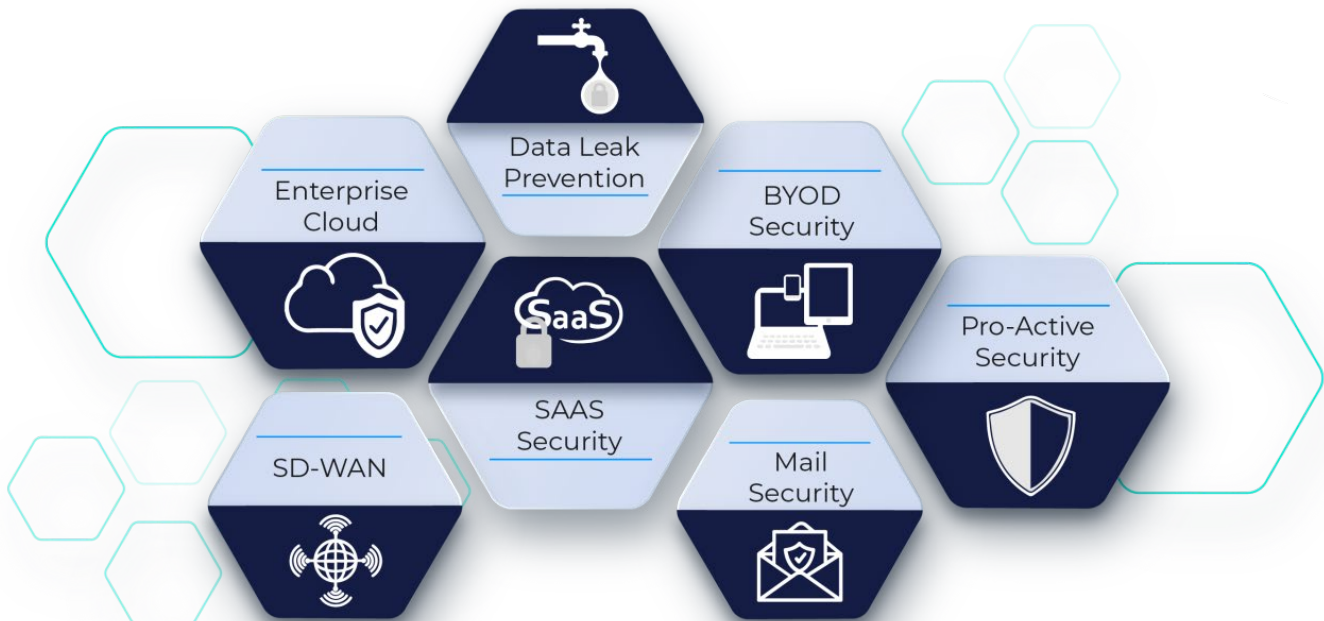 Data Leak
Prevention
Enterprise
Cloud
BYOD
Security
SaaS
SAAS
Security
Pro-Active
Security
SD-WAN
Mail
Security